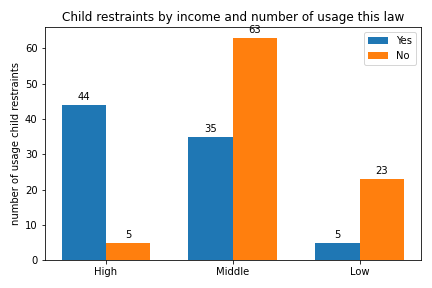 Child restraints by income and number of usage this law
number of usage child restraints
60
50
40
30
20
10
0
Yes
No
44
5
35
63
5
23
High Middle Low